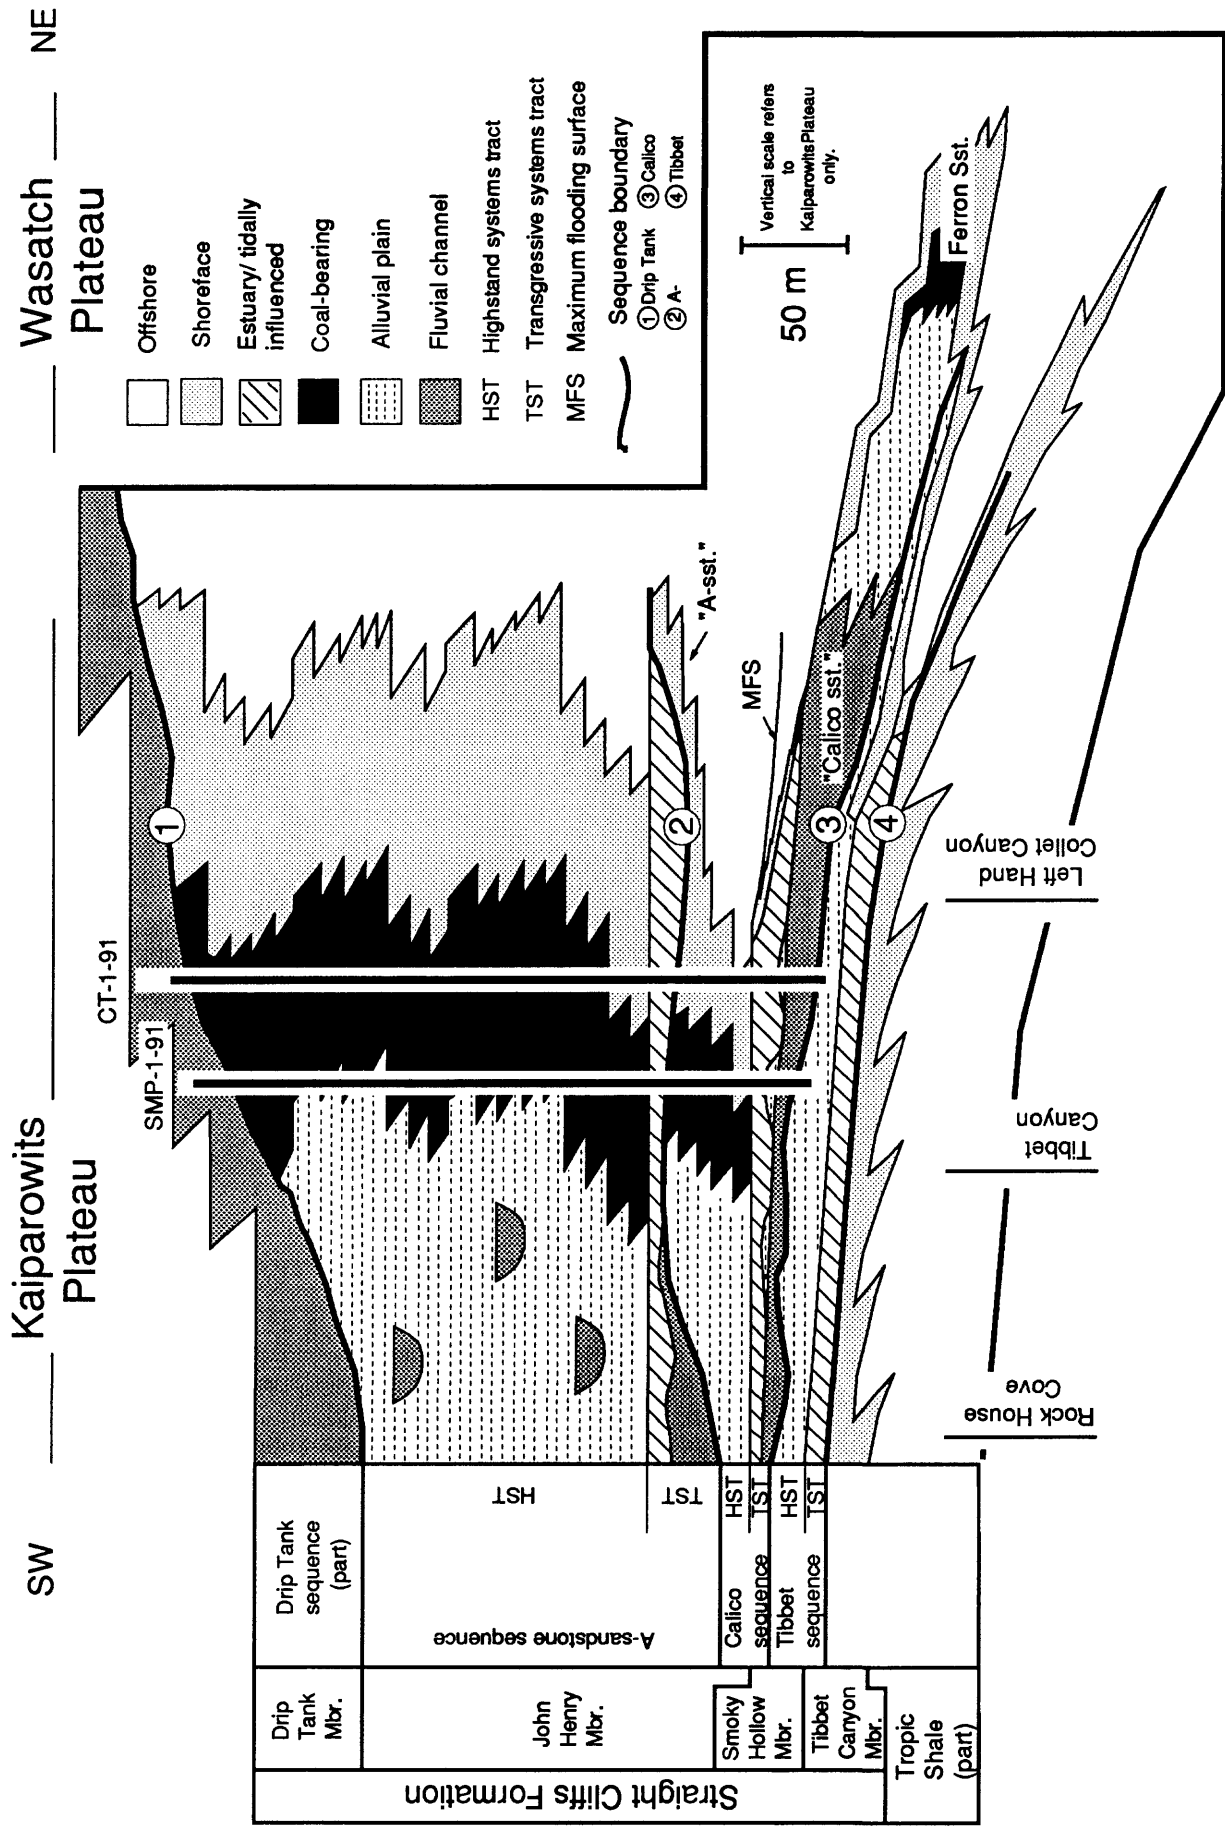 SW
Kaiparowits
Plateau
Wasatch
Plateau
NE
CT-1-91
SMP-1-91
Offshore
Shoreface
Estuary/ tidally
influenced
Coal-bearing
Alluvial plain
Fluvial channel
HST Highstand systems tract
TST Transgressive systems tract
MFS Maximum flooding surface
Sequence boundary
1 Drip Tank 3 Calico
2 A- 4 Tibbet
50 m
Vertical scale refers
to
Kaiparowits Plateau
only.
1
2
3
4
"A-sst."
MFS
"Calico sst."
Ferron Sst.
Rock House
Cove
Tibbet
Canyon
Left Hand
Collet Canyon
Straight Cliffs Formation
Drip
Tank
Mbr.
John
Henry
Mbr.
Smoky
Hollow
Mbr.
Tibbet
Canyon
Mbr.
Tropic
Shale
(part)
Drip Tank
sequence
(part)
A-sandstone sequence
HST
TST
Calico
sequence
HST
TST
Tibbet
sequence
HST
TST